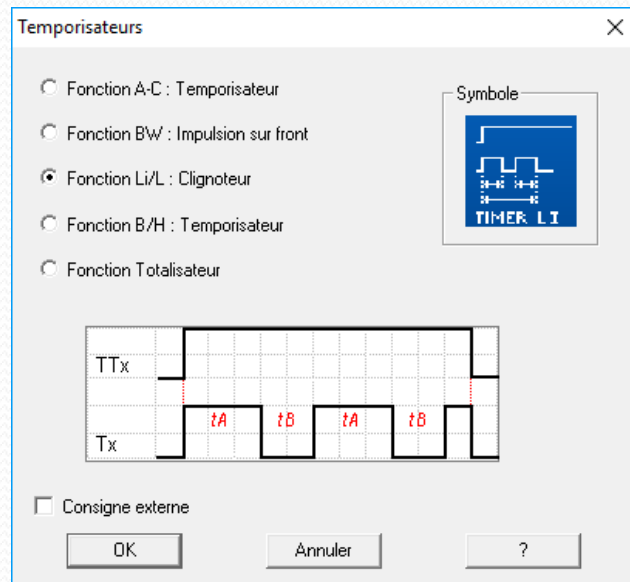 Temporisateurs
Fonction A-C : Temporisateur
Fonction BW : Impulsion sur front
Fonction Li/L : Clignoteur
Fonction B/H : Temporisateur
Fonction Totalisateur
Symbole
TIMER LI
TTx
tA tB tA tB
Tx
Consigne externe
OK Annuler ?